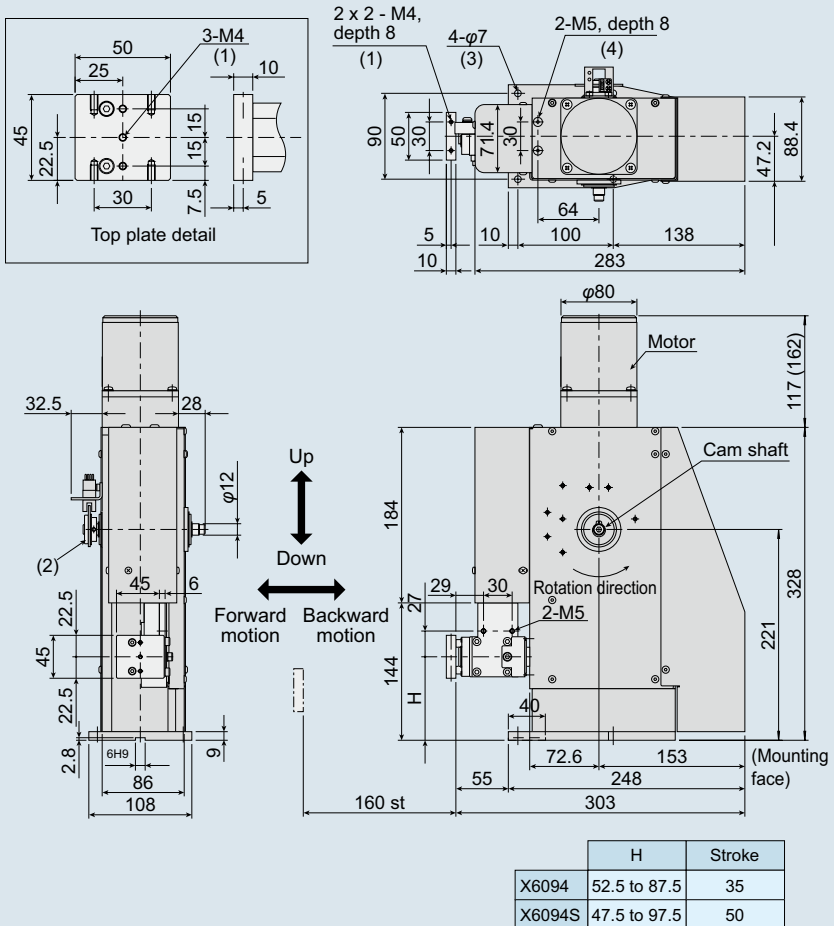 50
25
3-M4
(1)
10
45
22.5
15
15
7.5
30
5
Top plate detail
2 x 2 - M4,
depth 8
(1)
4-φ7
(3)
2-M5, depth 8
(4)
90
50
30
71.4
30
47.2
88.4
64
5
10
100
138
10
283
φ80
Motor
117 (162)
32.5
28
φ12
(2)
45
6
22.5
45
22.5
2.8
6H9
9
86
108
Up
Down
Forward
motion
Backward
motion
184
Cam shaft
Rotation direction
29
30
27
2-M5
144
H
221
328
40
72.6
153
(Mounting
face)
55
248
160 st
303
H Stroke
X6094 52.5 to 87.5 35
X6094S 47.5 to 97.5 50